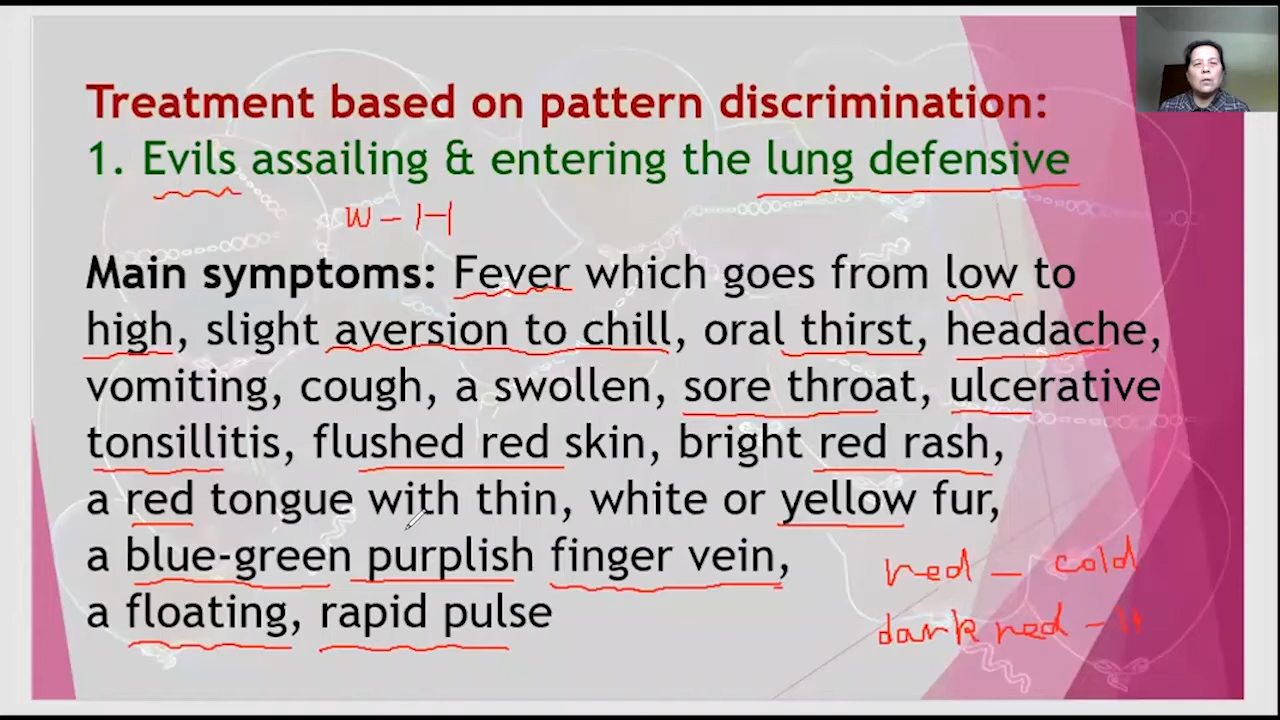 Treatment based on pattern discrimination:
1. Evils assailing & entering the lung defensive
W - H
Main symptoms: Fever which goes from low to
high, slight aversion to chill, oral thirst, headache,
vomiting, cough, a swollen, sore throat, ulcerative
tonsillitis, flushed red skin, bright red rash,
a red tongue with thin, white or yellow fur,
a blue-green purplish finger vein,
a floating, rapid pulse
red - cold
dark red -